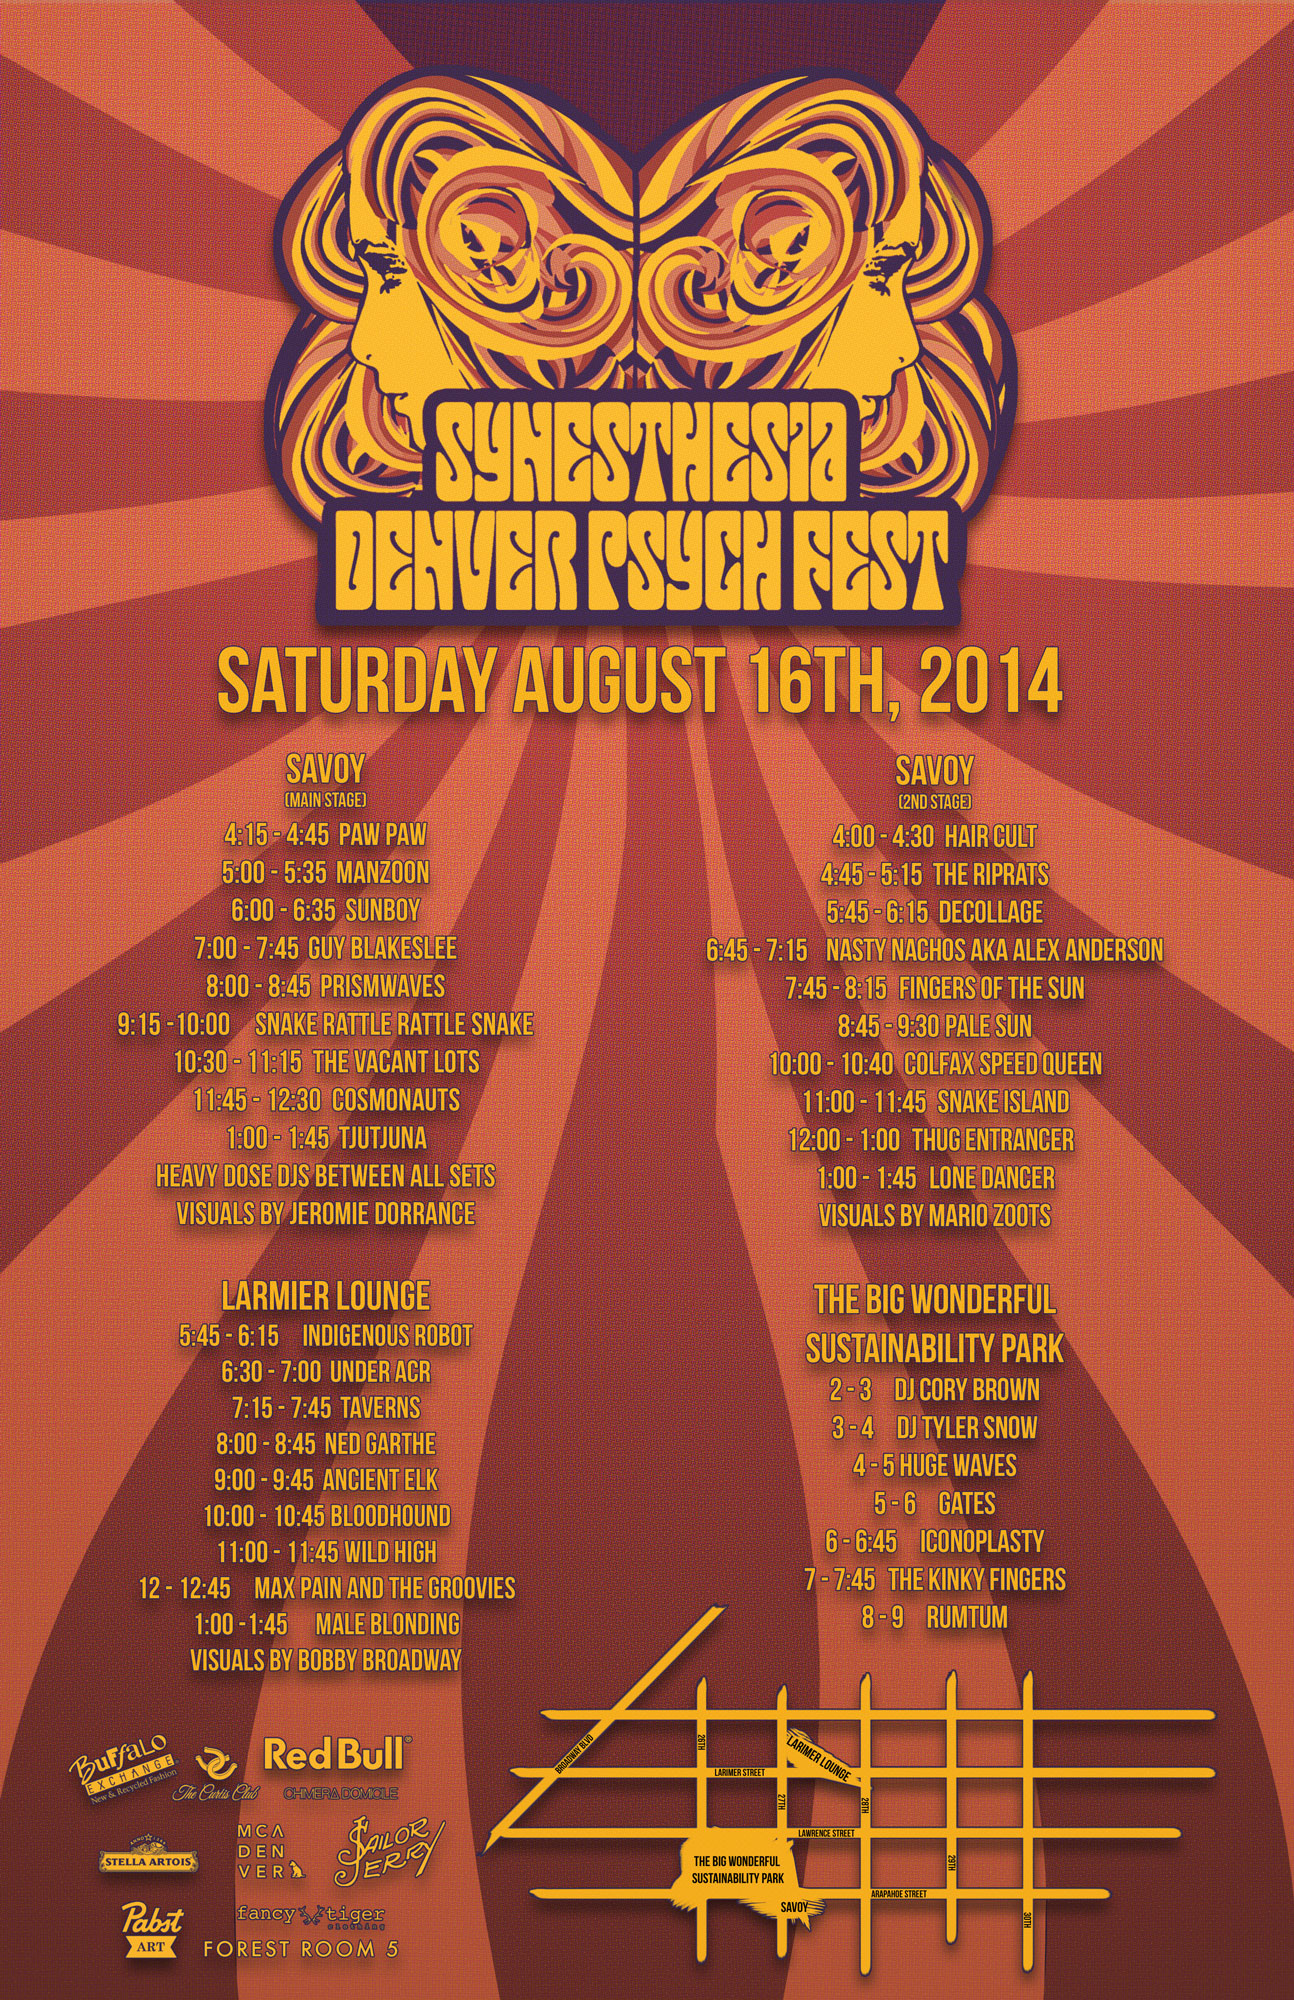 SYNESTHESIA
DENVER PSYCH FEST
SATURDAY AUGUST 16TH, 2014
SAVOY
(MAIN STAGE)
4:15 - 4:45 PAW PAW
5:00 - 5:35 MANZOON
6:00 - 6:35 SUNBOY
7:00 - 7:45 GUY BLAKESLEE
8:00 - 8:45 PRISMWAVES
9:15 -10:00 SNAKE RATTLE RATTLE SNAKE
10:30 - 11:15 THE VACANT LOTS
11:45 - 12:30 COSMONAUTS
1:00 - 1:45 TJUTJUNA
HEAVY DOSE DJS BETWEEN ALL SETS
VISUALS BY JEROMIE DORRANCE
SAVOY
(2ND STAGE)
4:00 - 4:30 HAIR CULT
4:45 - 5:15 THE RIPRATS
5:45 - 6:15 DECOLLAGE
6:45 - 7:15 NASTY NACHOS AKA ALEX ANDERSON
7:45 - 8:15 FINGERS OF THE SUN
8:45 - 9:30 PALE SUN
10:00 - 10:40 COLFAX SPEED QUEEN
11:00 - 11:45 SNAKE ISLAND
12:00 - 1:00 THUG ENTRANCER
1:00 - 1:45 LONE DANCER
VISUALS BY MARIO ZOOTS
LARMIER LOUNGE
5:45 - 6:15 INDIGENOUS ROBOT
6:30 - 7:00 UNDER ACR
7:15 - 7:45 TAVERNS
8:00 - 8:45 NED GARTHE
9:00 - 9:45 ANCIENT ELK
10:00 - 10:45 BLOODHOUND
11:00 - 11:45 WILD HIGH
12 - 12:45 MAX PAIN AND THE GROOVIES
1:00 -1:45 MALE BLONDING
VISUALS BY BOBBY BROADWAY
THE BIG WONDERFUL
SUSTAINABILITY PARK
2 - 3 DJ CORY BROWN
3 - 4 DJ TYLER SNOW
4 - 5 HUGE WAVES
5 - 6 GATES
6 - 6:45 ICONOPLASTY
7 - 7:45 THE KINKY FINGERS
8 - 9 RUMTUM
BUFFALO
EXCHANGE
New & Recycled Fashion
The Curtis Club
Red Bull®
CHIMERA DOMICILE
STELLA ARTOIS
MCA
DEN
VER
SAILOR
JERRY
Pabst
ART
fancy tiger
clothing
FOREST ROOM 5
BROADWAY BLVD
26TH
LARIMER STREET
27TH
LARIMER LOUNGE
28TH
LAWRENCE STREET
29TH
THE BIG WONDERFUL
SUSTAINABILITY PARK
SAVOY
ARAPAHOE STREET
30TH